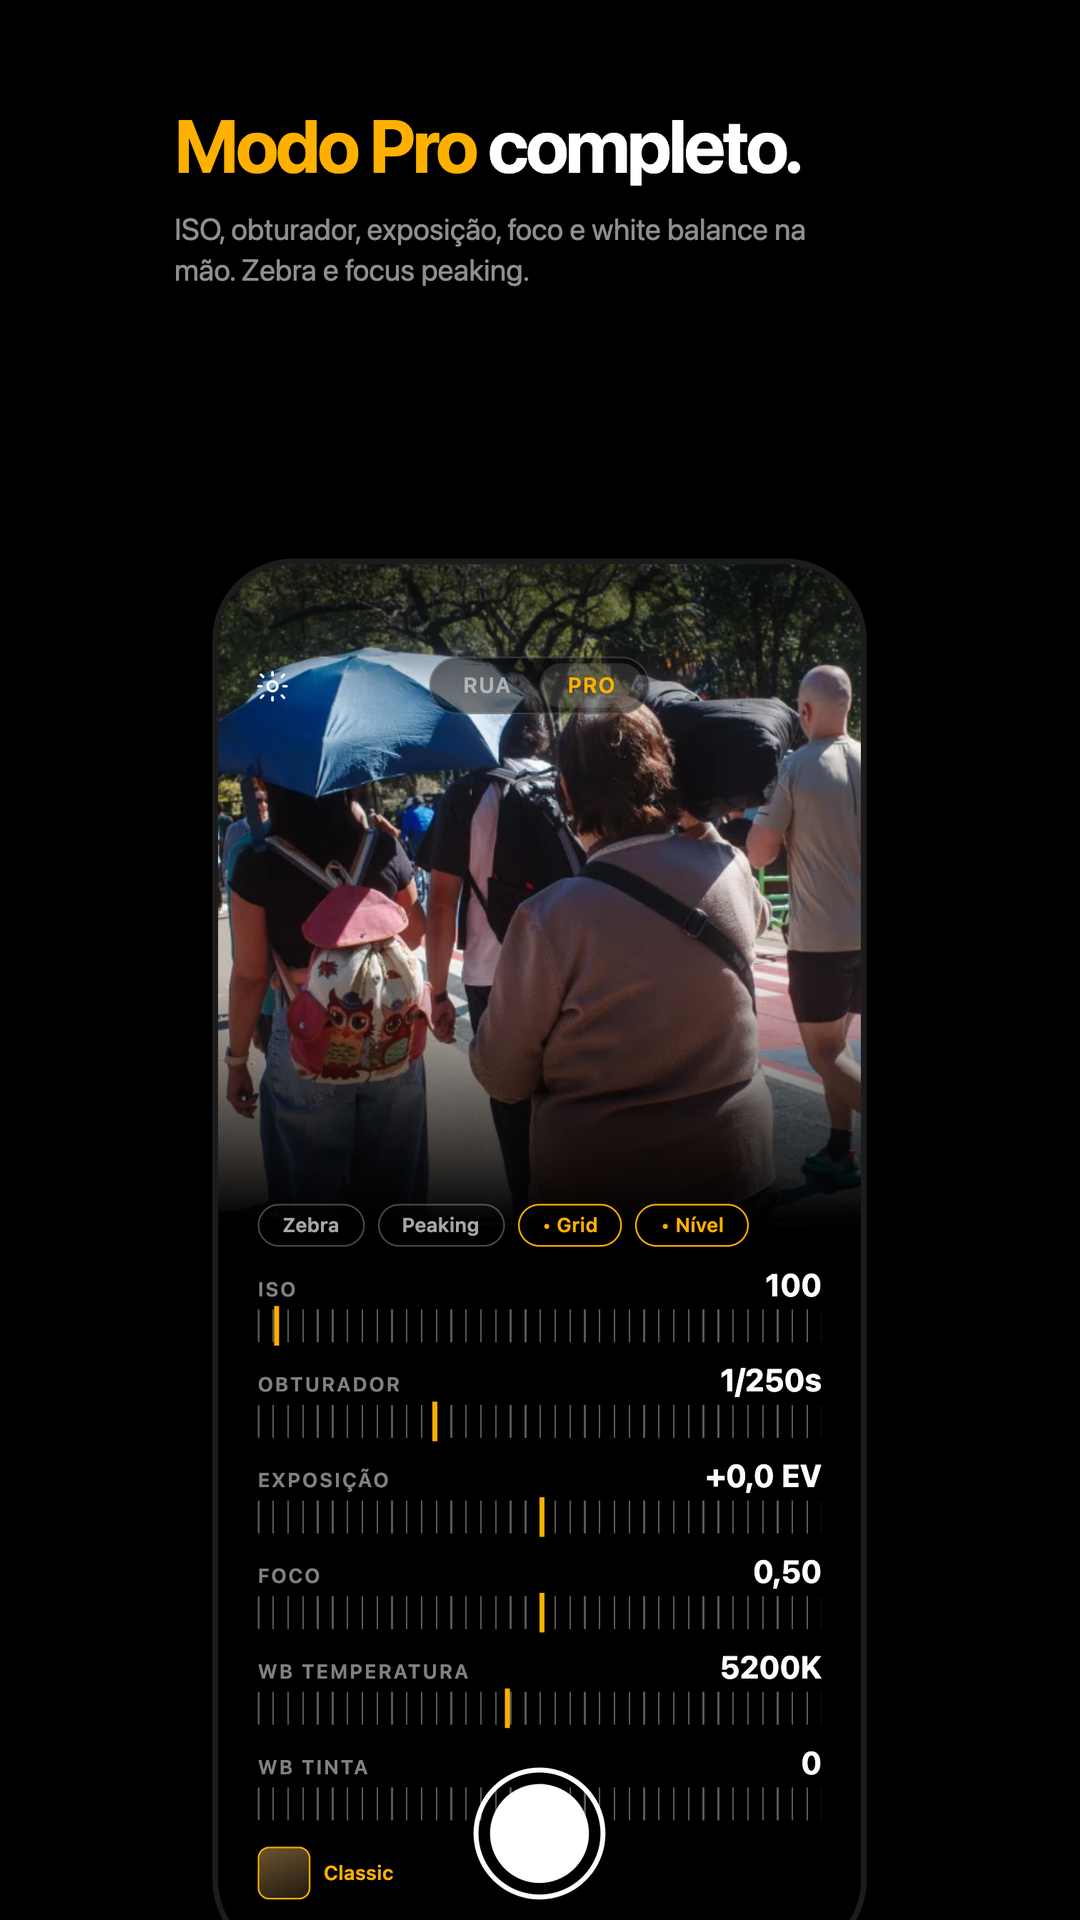 Modo Pro completo.
ISO, obturador, exposição, foco e white balance na
mão. Zebra e focus peaking.
RUA PRO
Zebra Peaking • Grid • Nível
ISO 100
OBTURADOR 1/250s
EXPOSIÇÃO +0,0 EV
FOCO 0,50
WB TEMPERATURA 5200K
WB TINTA 0
Classic